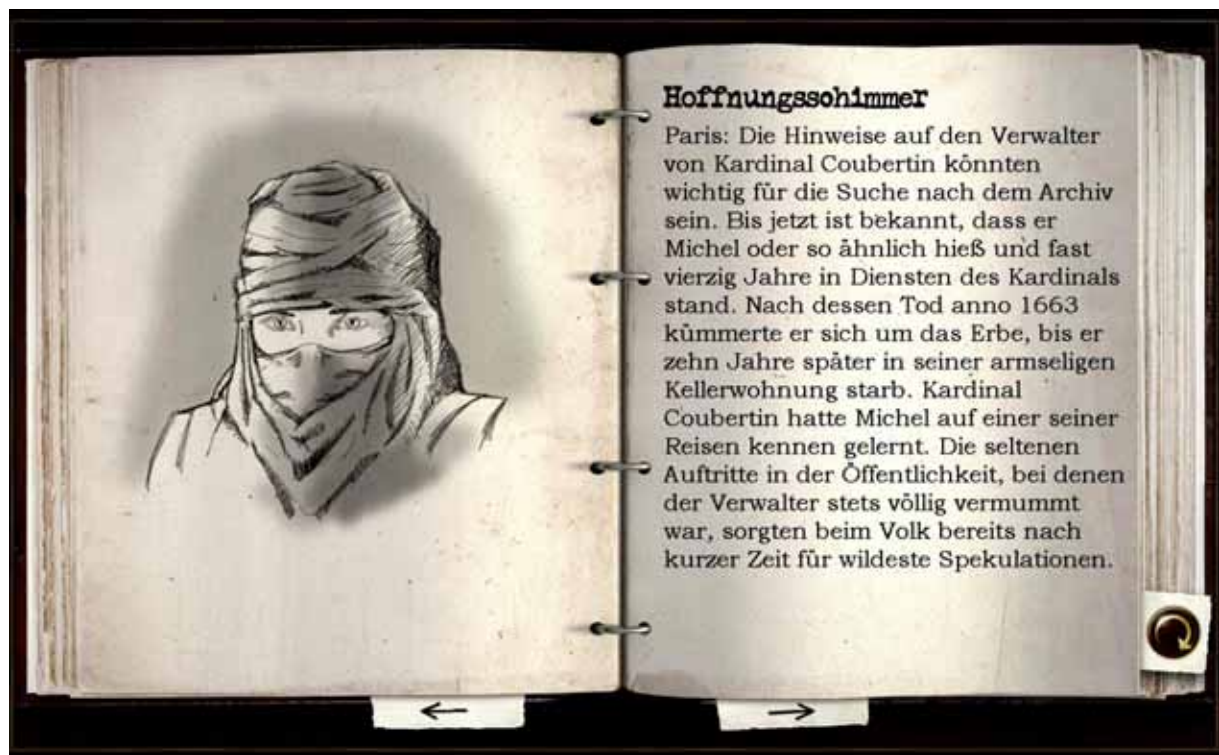 Hoffnungsschimmer
Paris: Die Hinweise auf den Verwalter
von Kardinal Coubertin könnten
wichtig für die Suche nach dem Archiv
sein. Bis jetzt ist bekannt, dass er
Michel oder so ähnlich hieß und fast
vierzig Jahre in Diensten des Kardinals
stand. Nach dessen Tod anno 1663
kümmerte er sich um das Erbe, bis er
zehn Jahre später in seiner armseligen
Kellerwohnung starb. Kardinal
Coubertin hatte Michel auf einer seiner
Reisen kennen gelernt. Die seltenen
Auftritte in der Öffentlichkeit, bei denen
der Verwalter stets völlig vermummt
war, sorgten beim Volk bereits nach
kurzer Zeit für wildeste Spekulationen.